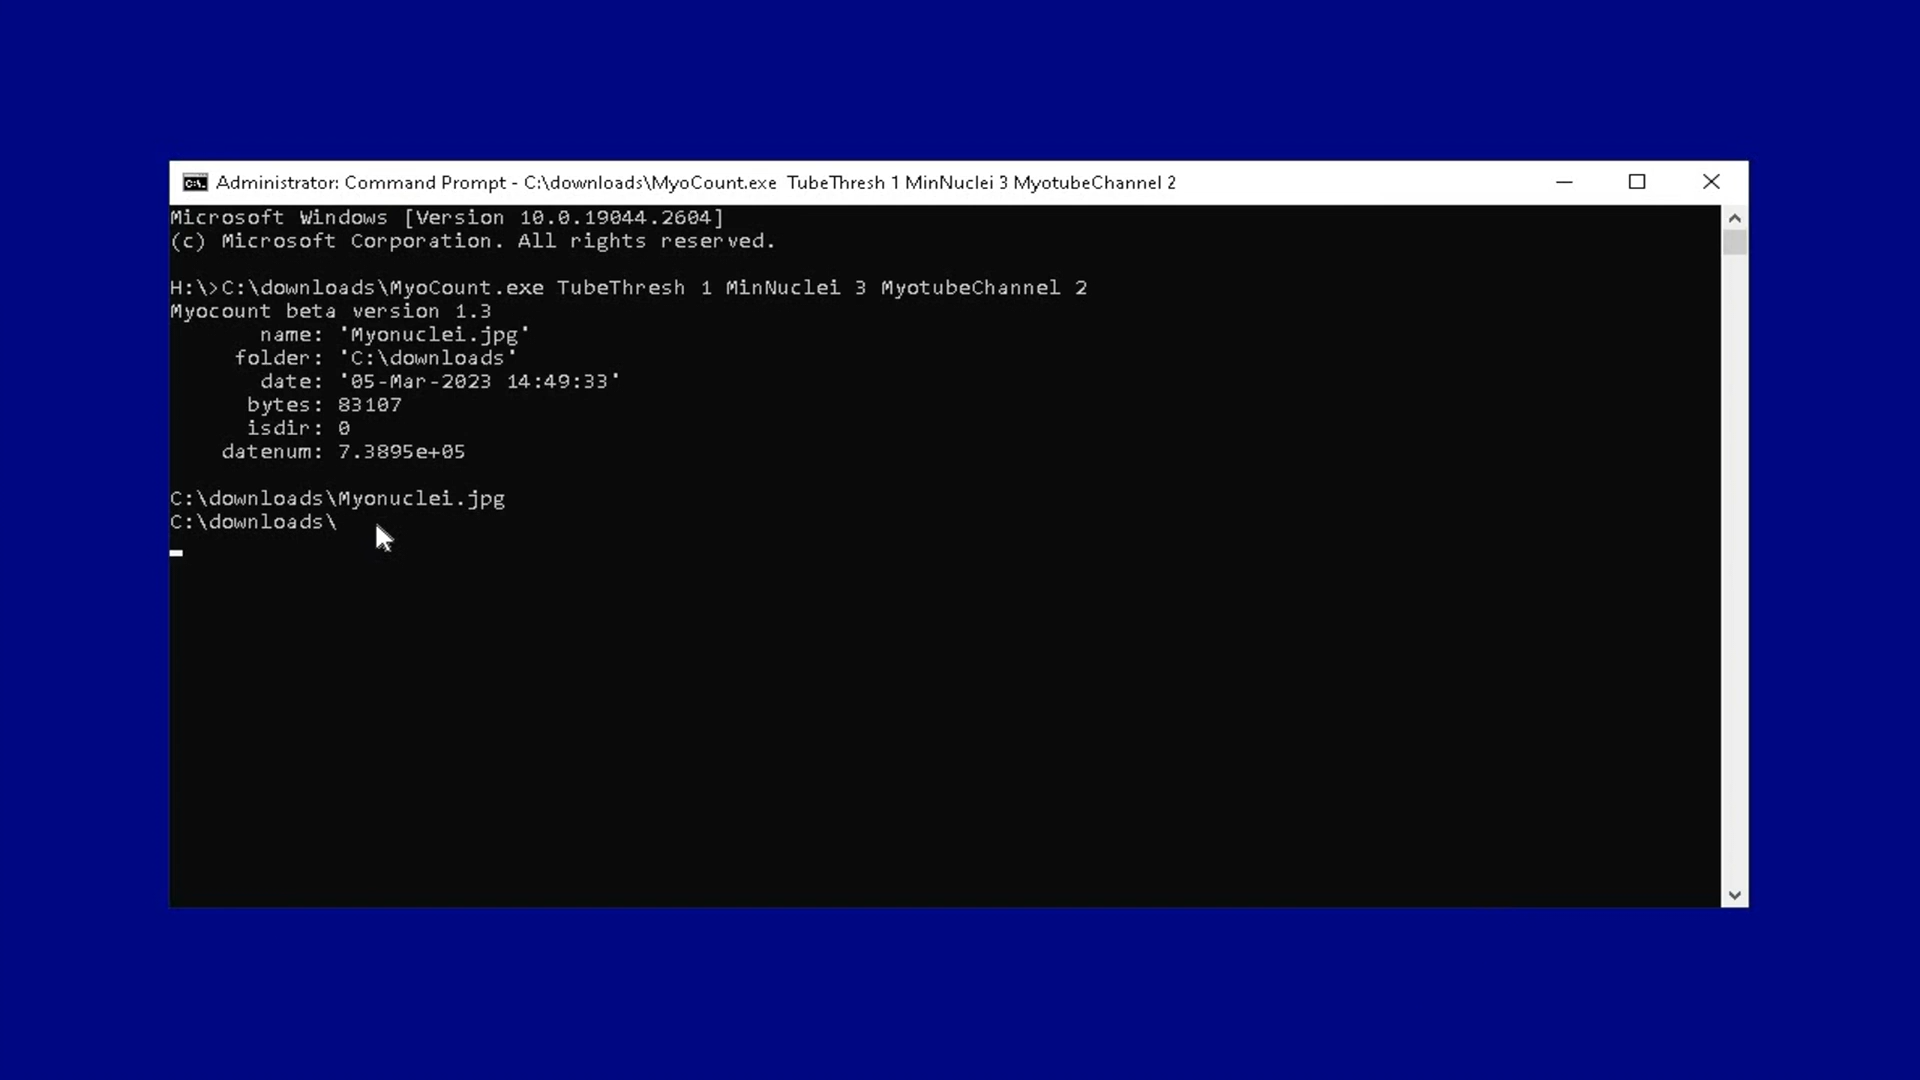 Administrator: Command Prompt - C:\downloads\MyoCount.exe  TubeThresh 1 MinNuclei 3 MyotubeChannel 2
Microsoft Windows [Version 10.0.19044.2604]
(c) Microsoft Corporation. All rights reserved.
H:\>C:\downloads\MyoCount.exe TubeThresh 1 MinNuclei 3 MyotubeChannel 2
Myocount beta version 1.3
name: 'Myonuclei.jpg'
folder: 'C:\downloads'
date: '05-Mar-2023 14:49:33'
bytes: 83107
isdir: 0
datenum: 7.3895e+05
C:\downloads\Myonuclei.jpg
C:\downloads\